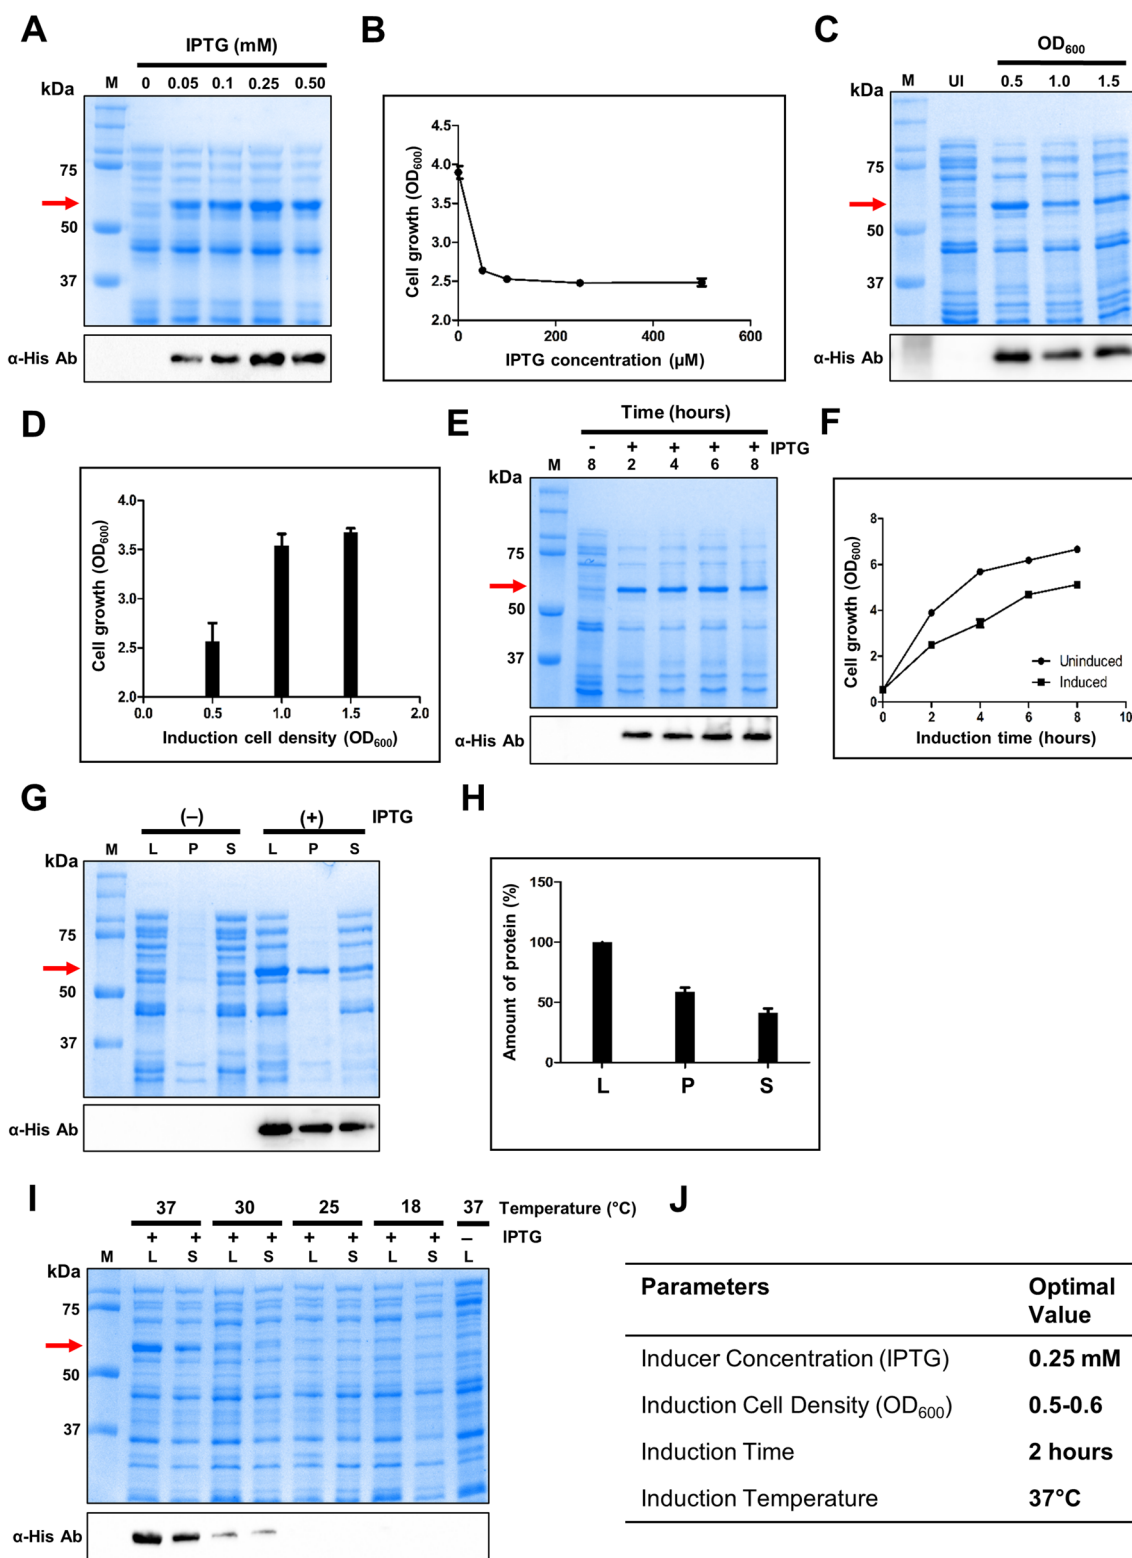 A
IPTG (mM)
kDa
M 0 0.05 0.1 0.25 0.50
75
50
37
α-His Ab
B
Cell growth (OD600)
4.5
4.0
3.5
3.0
2.5
2.0
0 200 400 600
IPTG concentration (µM)
C
OD600
kDa
M UI 0.5 1.0 1.5
75
50
37
α-His Ab
D
Cell growth (OD600)
4.0
3.5
3.0
2.5
2.0
0.0 0.5 1.0 1.5 2.0
Induction cell density (OD600)
E
Time (hours)
- + + + + IPTG
M 8 2 4 6 8
kDa
75
50
37
α-His Ab
F
Cell growth (OD600)
8
6
4
2
0
Uninduced
Induced
0 2 4 6 8 10
Induction time (hours)
G
(–) (+) IPTG
M L P S L P S
kDa
75
50
37
α-His Ab
H
Amount of protein (%)
150
100
50
0
L P S
I
37 30 25 18 37 Temperature (°C)
+ + + + + + + + – IPTG
M L S L S L S L S L
kDa
75
50
37
α-His Ab
J
Parameters Optimal
Value
Inducer Concentration (IPTG) 0.25 mM
Induction Cell Density (OD600) 0.5-0.6
Induction Time 2 hours
Induction Temperature 37°C